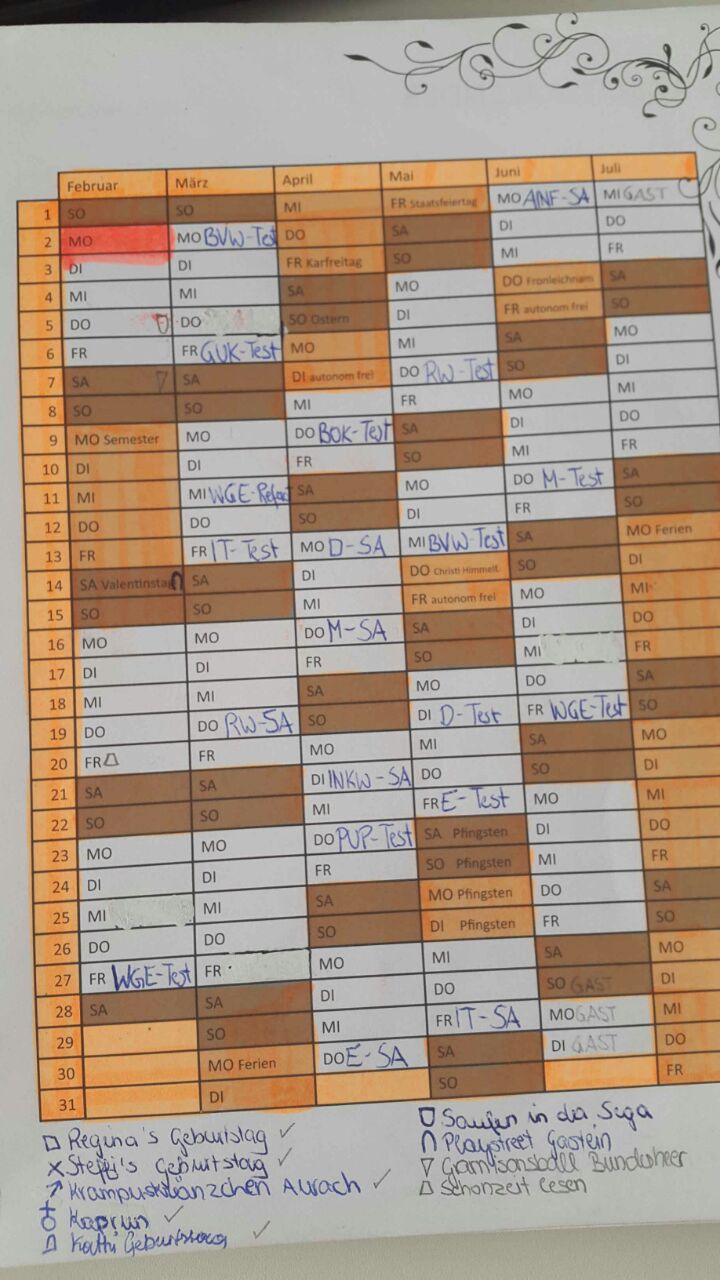 Februar März April Mai Juni Juli
1 SO SO MI FR Staatsfeiertag MO AINF-SA MI GAST
2 MO MO BVW-Test DO SA DI DO
3 DI DI FR Karfreitag SO MI FR
4 MI MI SA MO DO Fronleichnam SA
5 DO DO SO Ostern DI FR autonom frei SO
6 FR FR GUK-Test MO MI SA MO
7 SA SA DI autonom frei DO RW-Test SO DI
8 SO SO MI FR MO MI
9 MO Semester MO DO BOK-Test SA DI DO
10 DI DI FR SO MI FR
11 MI MI WGE-Referat SA MO DO M-Test SA
12 DO DO SO DI FR SO
13 FR FR IT-Test MO D-SA MI BVW-Test SA MO Ferien
14 SA Valentinstag SA DI DO Christi Himmelf. SO DI
15 SO SO MI FR autonom frei MO MI
16 MO MO DO M-SA SA DI DO
17 DI DI FR SO MI FR
18 MI MI SA MO DO SA
19 DO DO RW-SA SO DI D-Test FR WGE-Test SO
20 FR FR MO MI SA MO
21 SA SA DI INKW-SA DO SO DI
22 SO SO MI FR E-Test MO MI
23 MO MO DO PUP-Test SA Pfingsten DI DO
24 DI DI FR SO Pfingsten MI FR
25 MI MI SA MO Pfingsten DO SA
26 DO DO SO DI Pfingsten FR SO
27 FR WGE-Test FR MO MI SA MO
28 SA SA DI DO SO GAST DI
29 SO MI FR IT-SA MO GAST MI
30 MO Ferien DO E-SA SA DI GAST DO
31 DI SO FR
Regina's Geburtstag ✓
Steffi's Geburtstag ✓
Krampuskränzchen Aurach ✓
Kaprun ✓
Kathi Geburtstag ✓
Saufen in da Suga
Playstreet Gastein
Garnisonsball Bundesheer
Schonzeit lesen